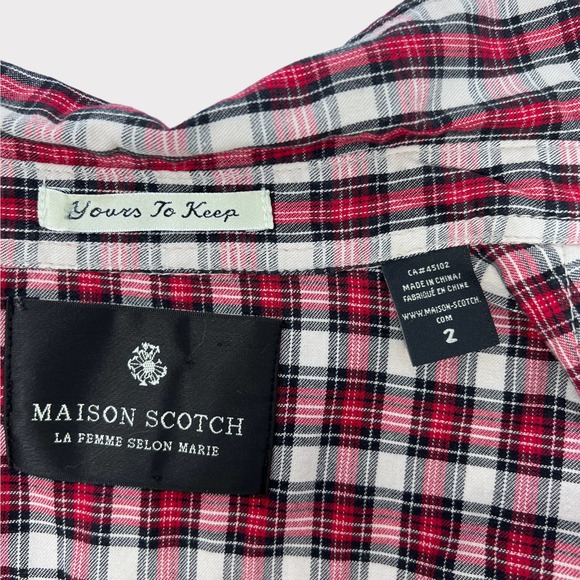 Yours To Keep
CA#45102
MADE IN CHINA/
FABRIQUÉ EN CHINE
WWW.MAISON-SCOTCH.
COM
2
MAISON SCOTCH
LA FEMME SELON MARIE